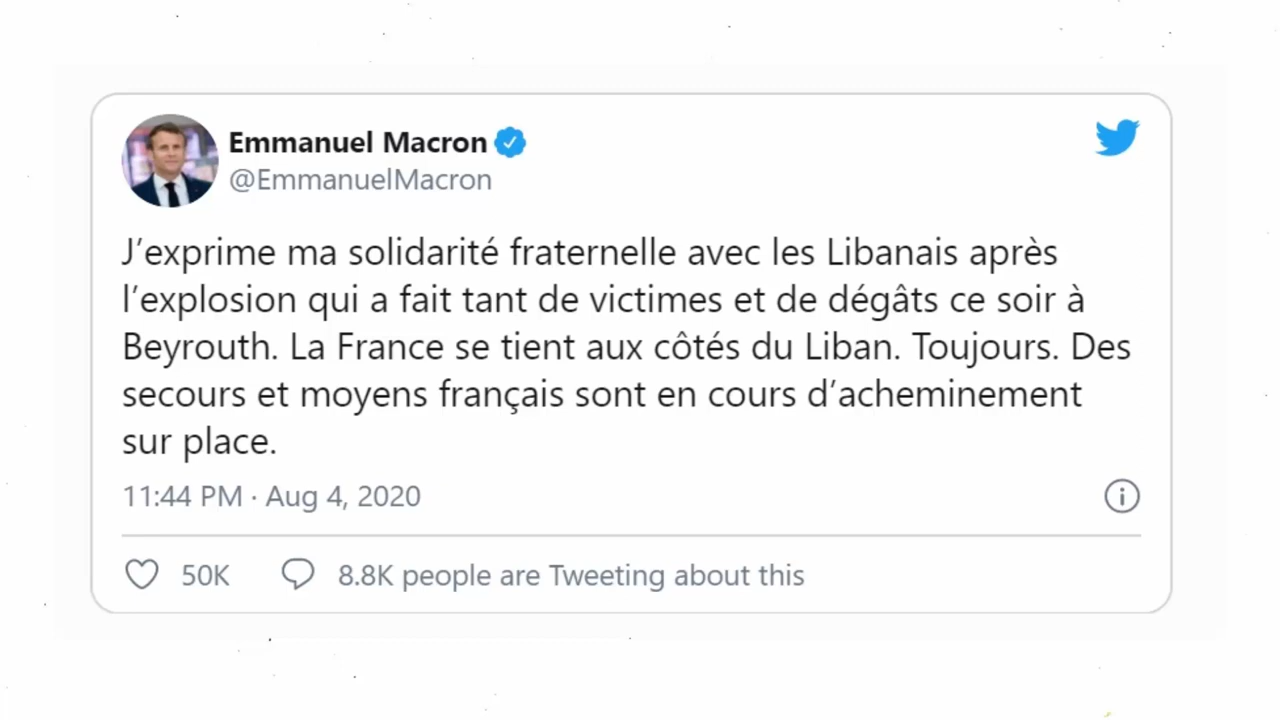 Emmanuel Macron
@EmmanuelMacron
J’exprime ma solidarité fraternelle avec les Libanais après
l’explosion qui a fait tant de victimes et de dégâts ce soir à
Beyrouth. La France se tient aux côtés du Liban. Toujours. Des
secours et moyens français sont en cours d’acheminement
sur place.
11:44 PM · Aug 4, 2020
50K 8.8K people are Tweeting about this